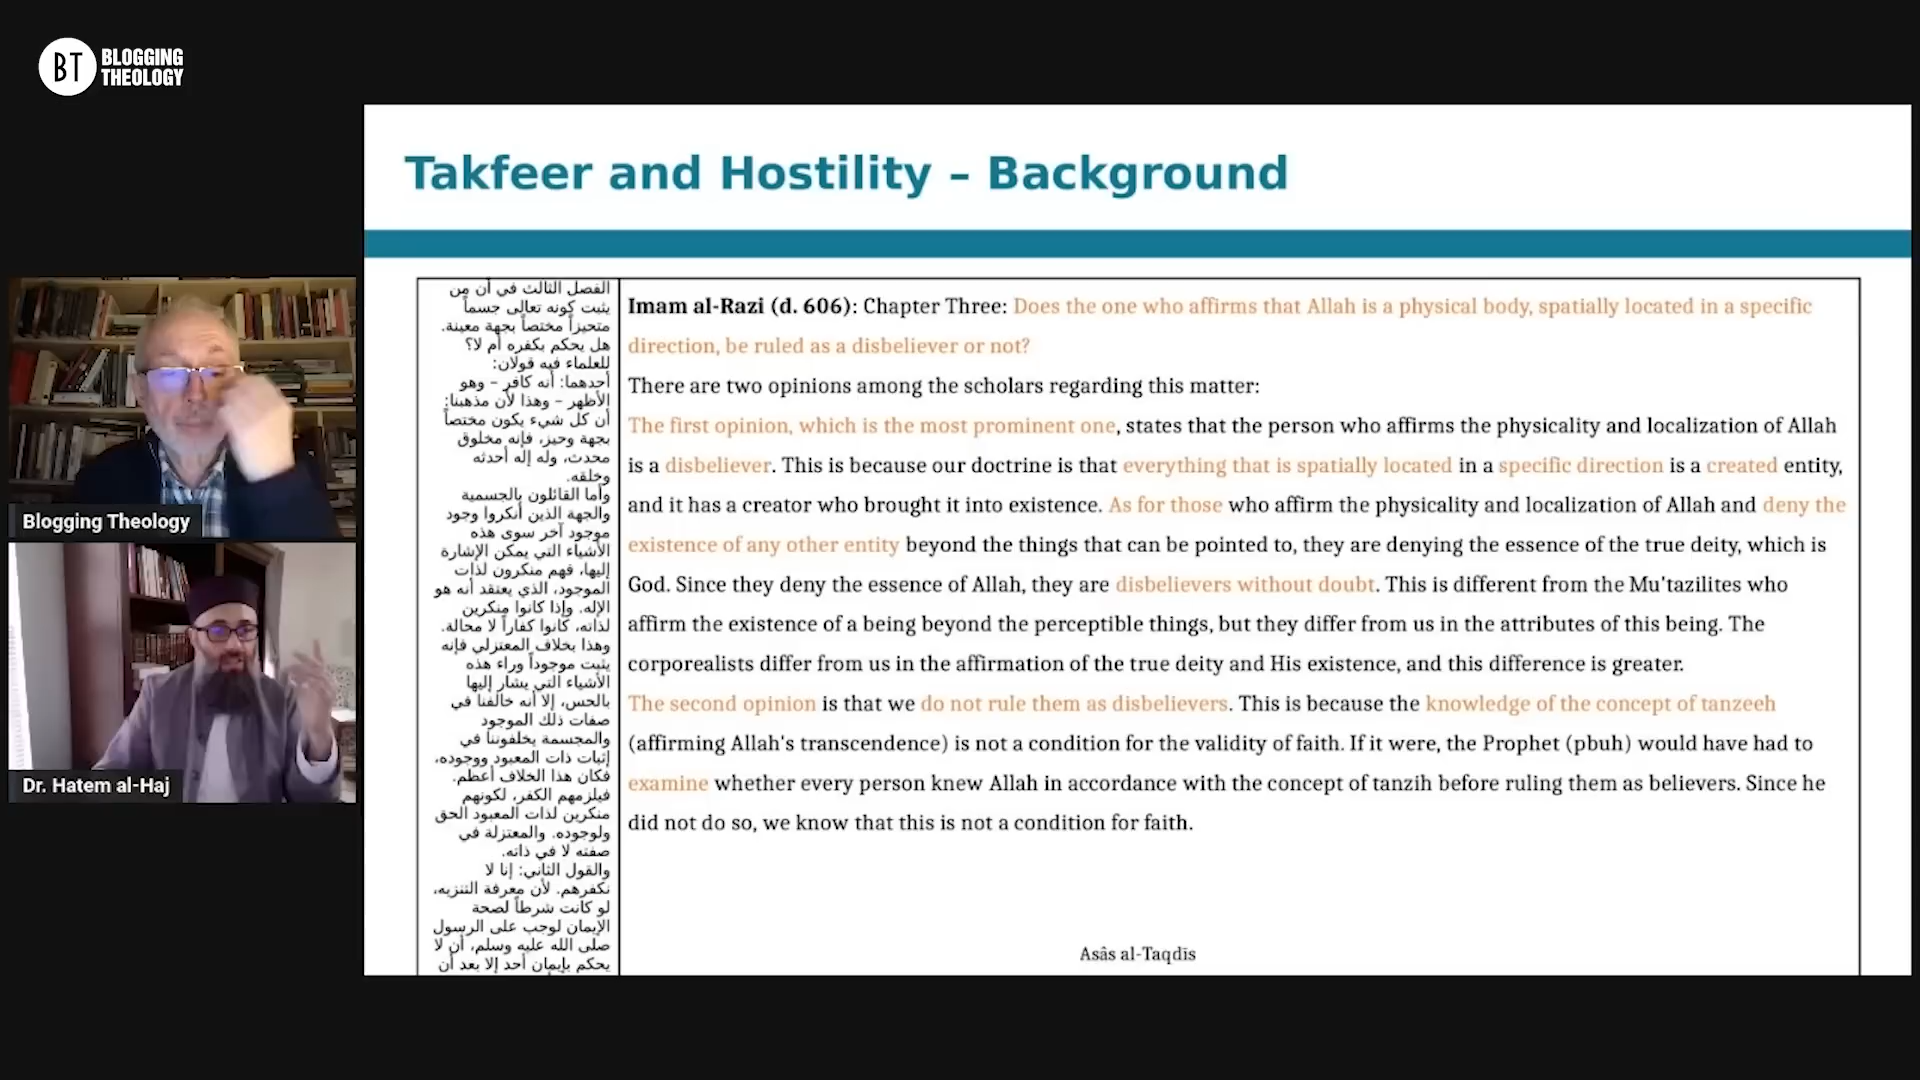 BT BLOGGING
THEOLOGY
Takfeer and Hostility – Background
الفصل الثالث في أن من
يثبت كونه تعالى جسماً
متحيزاً مختصاً بجهة معينة.
هل يحكم بكفره أم لا؟
للعلماء فيه قولان:
أحدهما: أنه كافر – وهو
الأظهر – وهذا لأن مذهبنا:
أن كل شيء يكون مختصاً
بجهة وحيز، فإنه مخلوق
محدث، وله إله أحدثه
وخلقه.
وأما القائلون بالجسمية
والجهة الذين أنكروا وجود
موجود آخر سوى هذه
الأشياء التي يمكن الإشارة
إليها، فهم منكرون لذات
الموجود، الذي يعتقد أنه هو
الإله. وإذا كانوا منكرين
لذاته، كانوا كفاراً لا محالة.
وهذا بخلاف المعتزلي فإنه
يثبت موجوداً وراء هذه
الأشياء التي يشار إليها
بالحس، إلا أنه خالفنا في
صفات ذلك الموجود
والمجسمة يخلفوننا في
إثبات ذات المعبود ووجوده،
فكان هذا الخلاف أعظم.
فيلزمهم الكفر، لكونهم
منكرين لذات المعبود الحق
ولوجوده. والمعتزلة في
صفته لا في ذاته.
والقول الثاني: إنا لا
نكفرهم. لأن معرفة التنزيه،
لو كانت شرطاً لصحة
الإيمان لوجب على الرسول
صلى الله عليه وسلم، أن لا
يحكم بإيمان أحد إلا بعد أن
Imam al-Razi (d. 606): Chapter Three: Does the one who affirms that Allah is a physical body, spatially located in a specific
direction, be ruled as a disbeliever or not?
There are two opinions among the scholars regarding this matter:
The first opinion, which is the most prominent one, states that the person who affirms the physicality and localization of Allah
is a disbeliever. This is because our doctrine is that everything that is spatially located in a specific direction is a created entity,
and it has a creator who brought it into existence. As for those who affirm the physicality and localization of Allah and deny the
existence of any other entity beyond the things that can be pointed to, they are denying the essence of the true deity, which is
God. Since they deny the essence of Allah, they are disbelievers without doubt. This is different from the Mu'tazilites who
affirm the existence of a being beyond the perceptible things, but they differ from us in the attributes of this being. The
corporealists differ from us in the affirmation of the true deity and His existence, and this difference is greater.
The second opinion is that we do not rule them as disbelievers. This is because the knowledge of the concept of tanzeeh
(affirming Allah's transcendence) is not a condition for the validity of faith. If it were, the Prophet (pbuh) would have had to
examine whether every person knew Allah in accordance with the concept of tanzih before ruling them as believers. Since he
did not do so, we know that this is not a condition for faith.
Asâs al-Taqdīs
Blogging Theology
Dr. Hatem al-Haj